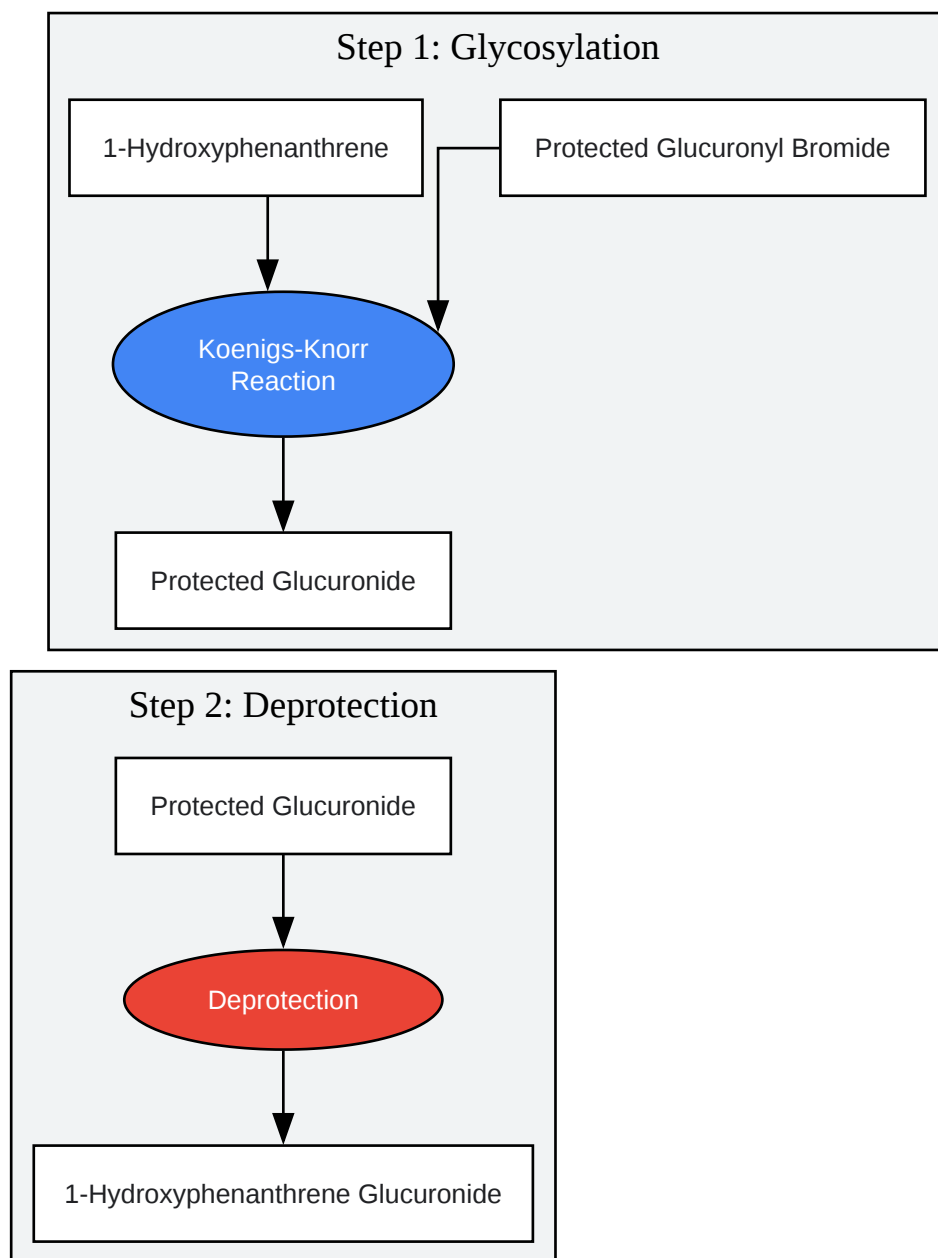 Step 1: Glycosylation
1-Hydroxyphenanthrene
Protected Glucuronyl Bromide
Koenigs-Knorr
Reaction
Protected Glucuronide
Step 2: Deprotection
Protected Glucuronide
Deprotection
1-Hydroxyphenanthrene Glucuronide